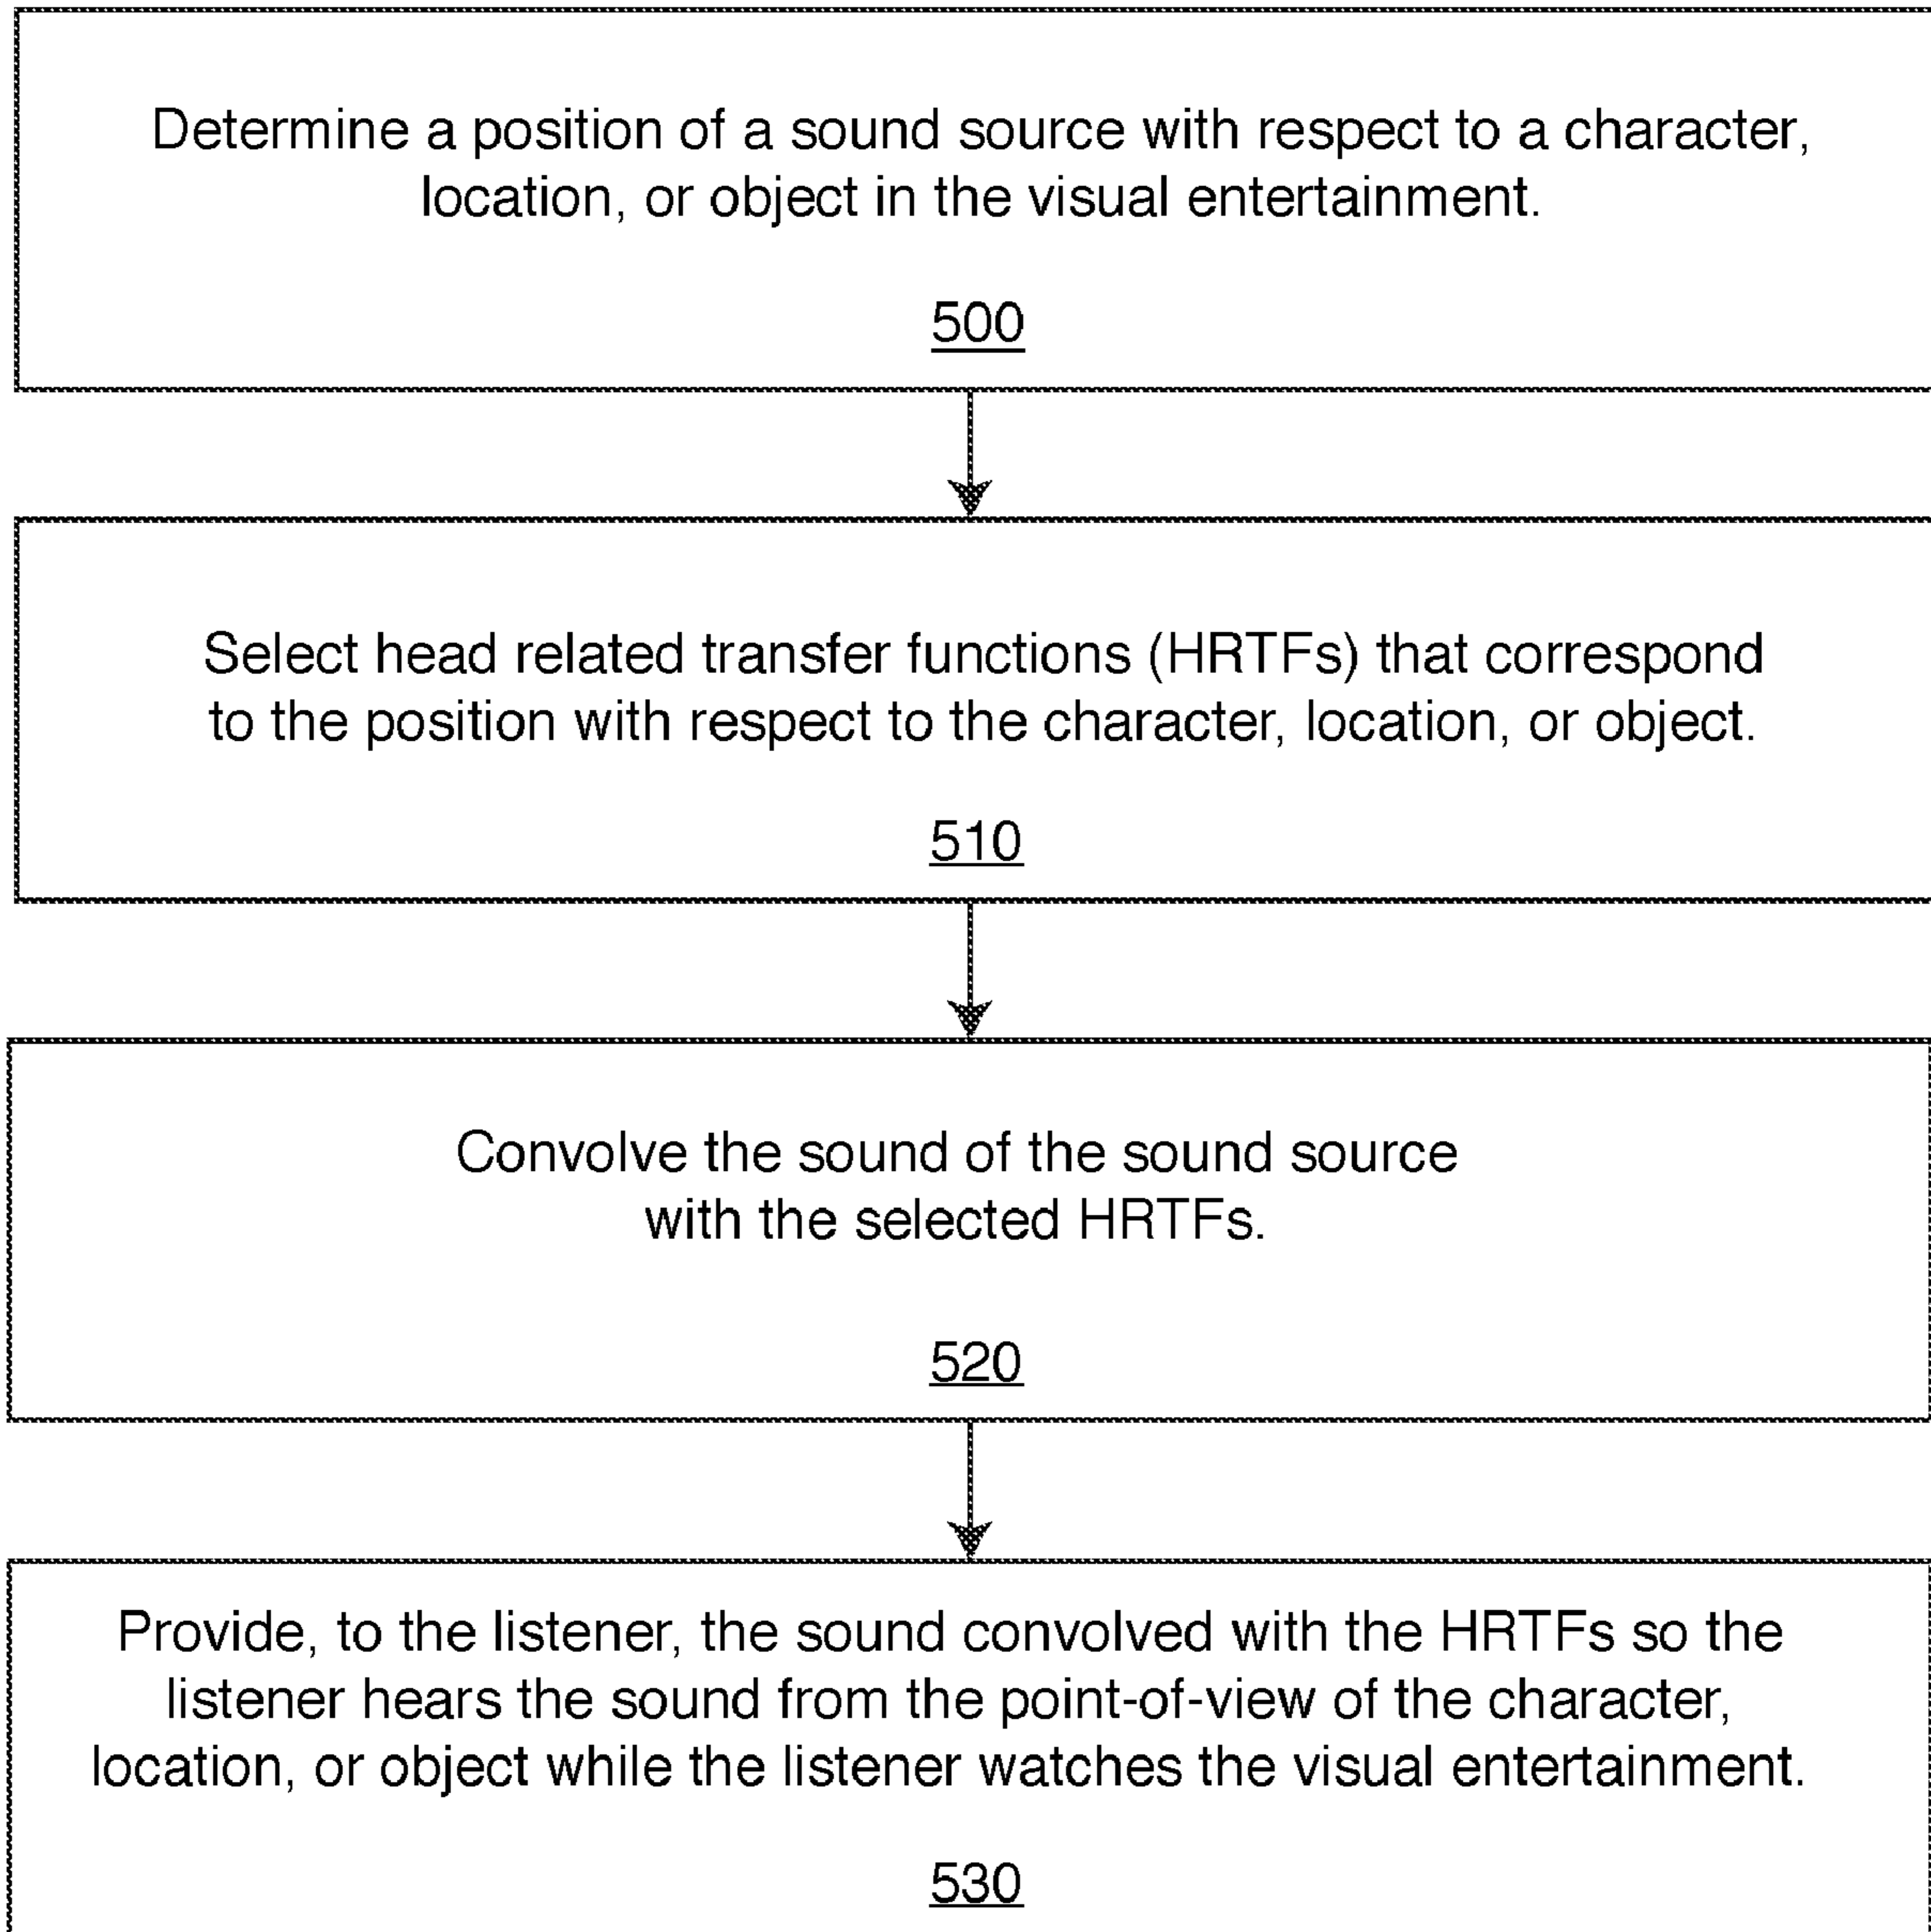 Determine a position of a sound source with respect to a character,
location, or object in the visual entertainment.
500
Select head related transfer functions (HRTFs) that correspond
to the position with respect to the character, location, or object.
510
Convolve the sound of the sound source
with the selected HRTFs.
520
Provide, to the listener, the sound convolved with the HRTFs so the
listener hears the sound from the point-of-view of the character,
location, or object while the listener watches the visual entertainment.
530